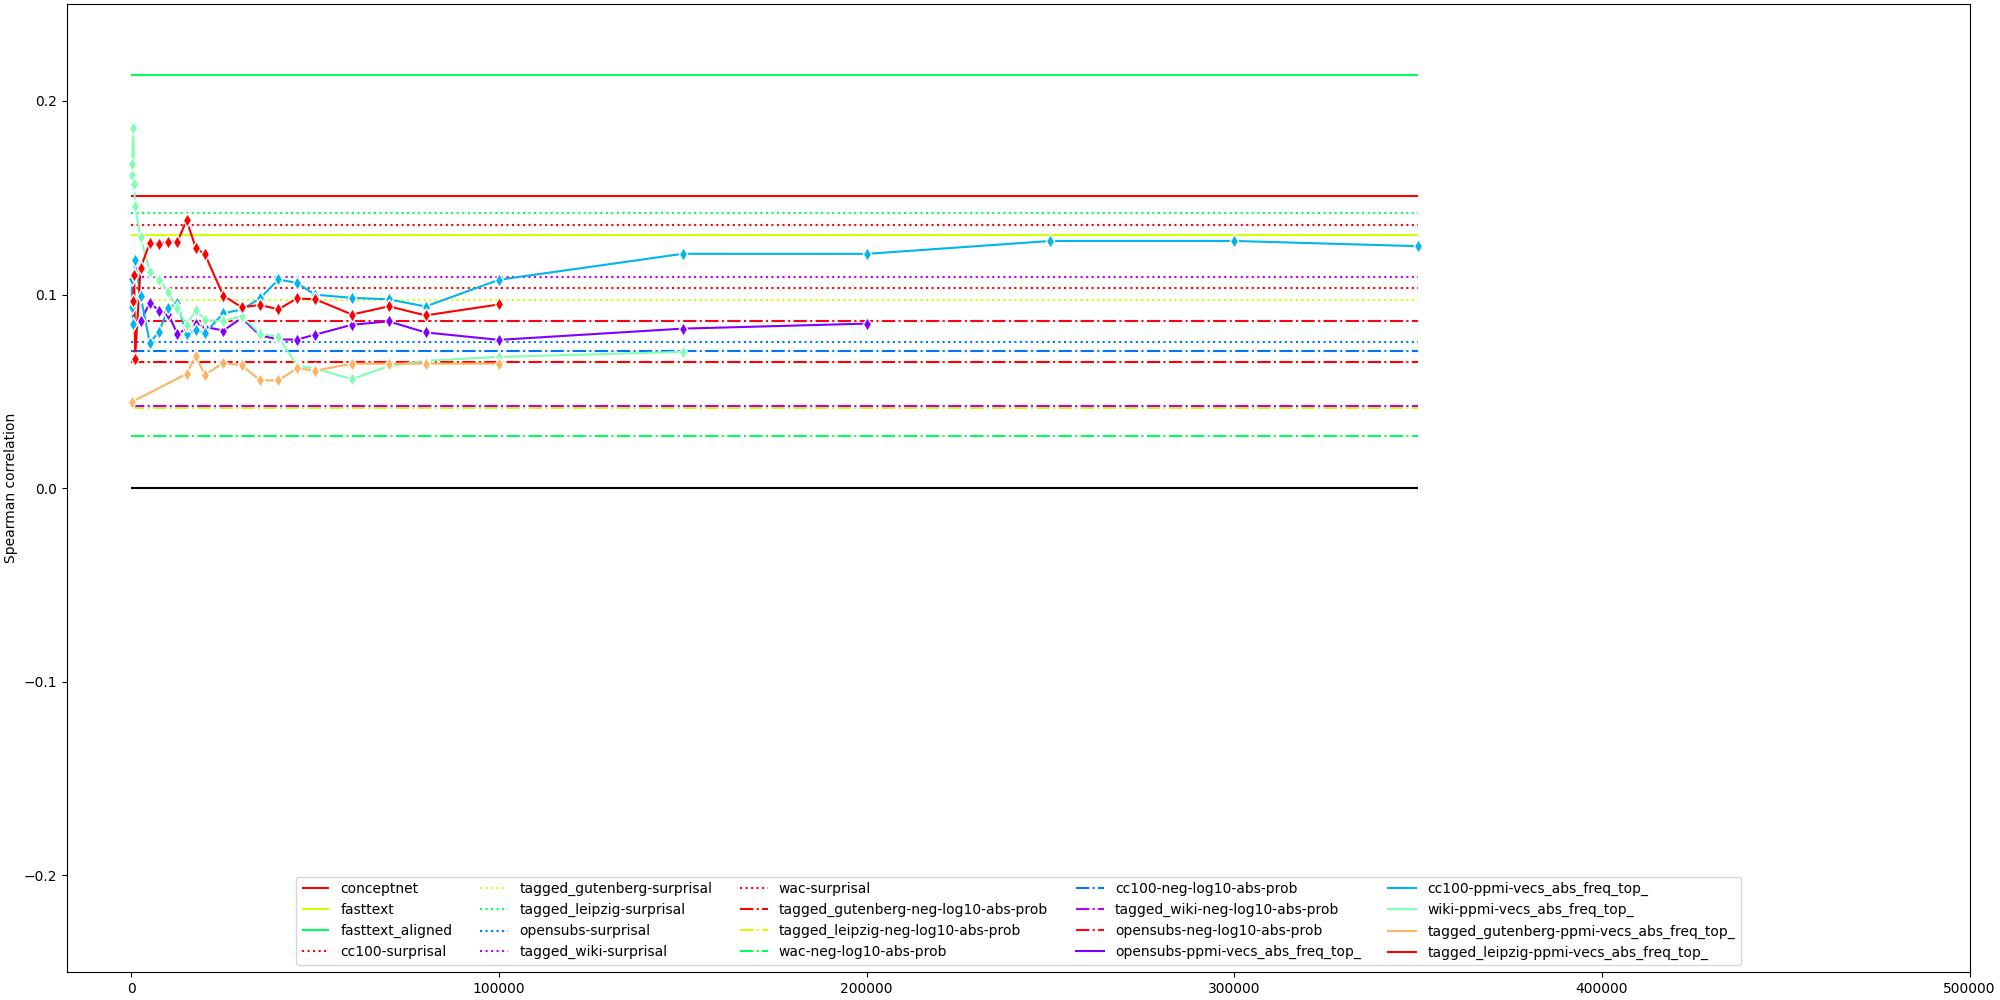 0.2
0.1
0.0
−0.1
−0.2
Spearman correlation
conceptnet
fasttext
fasttext_aligned
cc100-surprisal
tagged_gutenberg-surprisal
tagged_leipzig-surprisal
opensubs-surprisal
tagged_wiki-surprisal
wac-surprisal
tagged_gutenberg-neg-log10-abs-prob
tagged_leipzig-neg-log10-abs-prob
wac-neg-log10-abs-prob
cc100-neg-log10-abs-prob
tagged_wiki-neg-log10-abs-prob
opensubs-neg-log10-abs-prob
opensubs-ppmi-vecs_abs_freq_top_
cc100-ppmi-vecs_abs_freq_top_
wiki-ppmi-vecs_abs_freq_top_
tagged_gutenberg-ppmi-vecs_abs_freq_top_
tagged_leipzig-ppmi-vecs_abs_freq_top_
0 100000 200000 300000 400000 500000